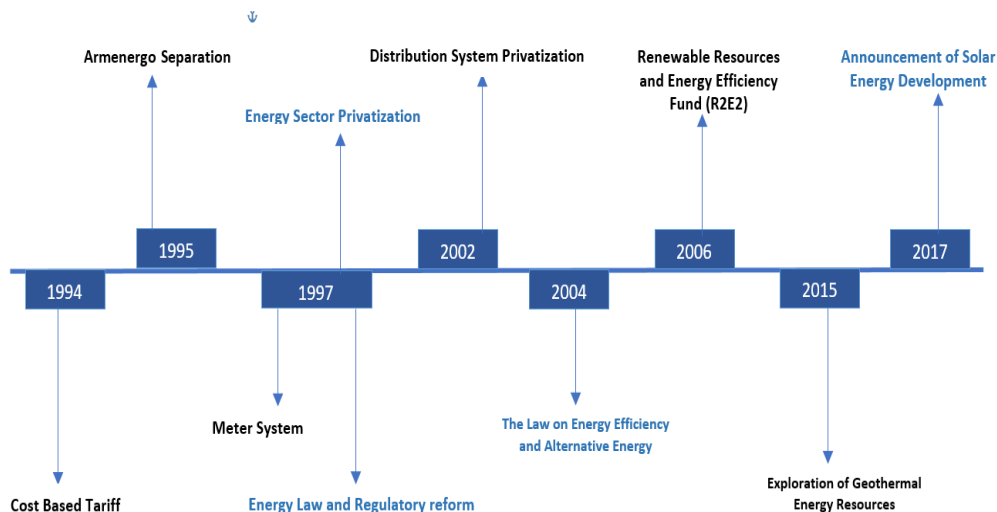 Armenergo Separation
Distribution System Privatization
Renewable Resources
and Energy Efficiency
Fund (R2E2)
Announcement of Solar
Energy Development
Energy Sector Privatization
1995
2002
2006
2017
1994
1997
2004
2015
Meter System
The Law on Energy Efficiency
and Alternative Energy
Cost Based Tariff
Energy Law and Regulatory reform
Exploration of Geothermal
Energy Resources